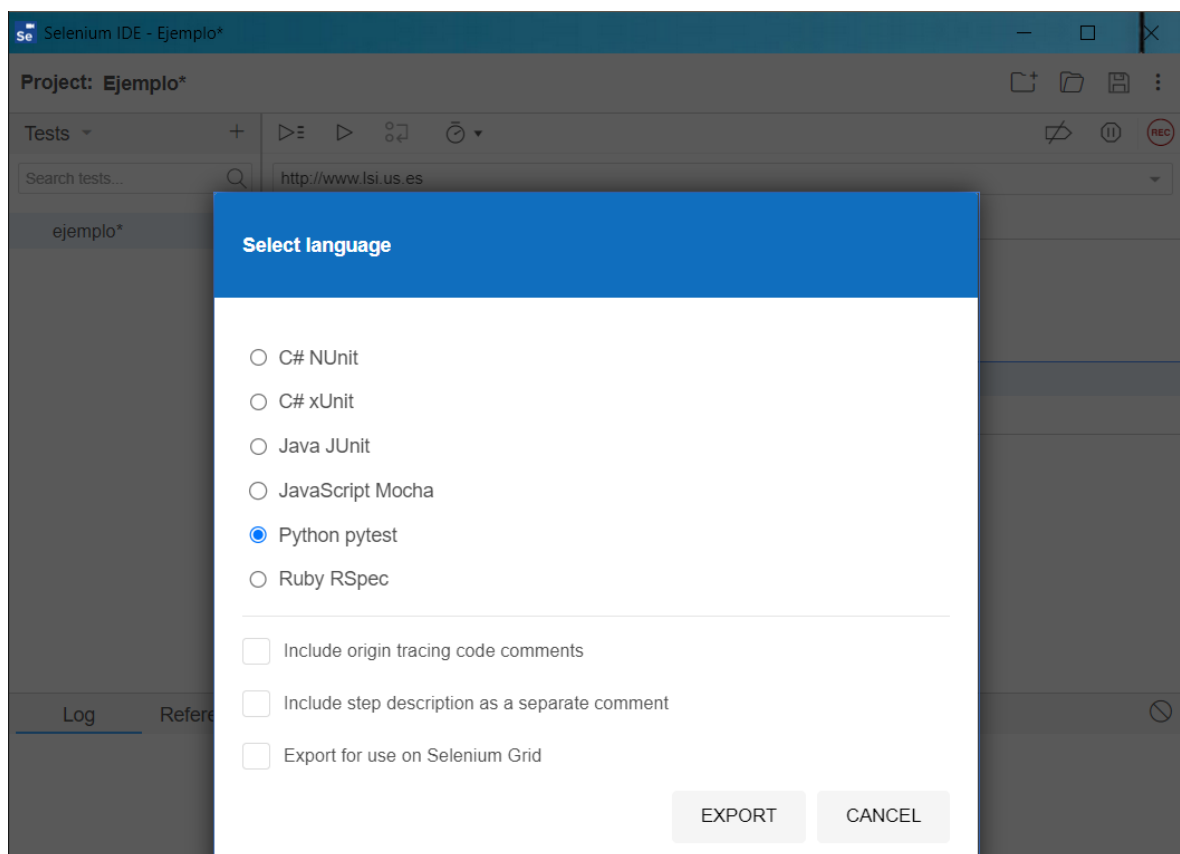 Se Selenium IDE - Ejemplo*
Project: Ejemplo*
Tests
REC
Search tests...
http://www.lsi.us.es
ejemplo*
Select language
C# NUnit
C# xUnit
Java JUnit
JavaScript Mocha
Python pytest
Ruby RSpec
Include origin tracing code comments
Include step description as a separate comment
Log Refere
Export for use on Selenium Grid
EXPORT CANCEL